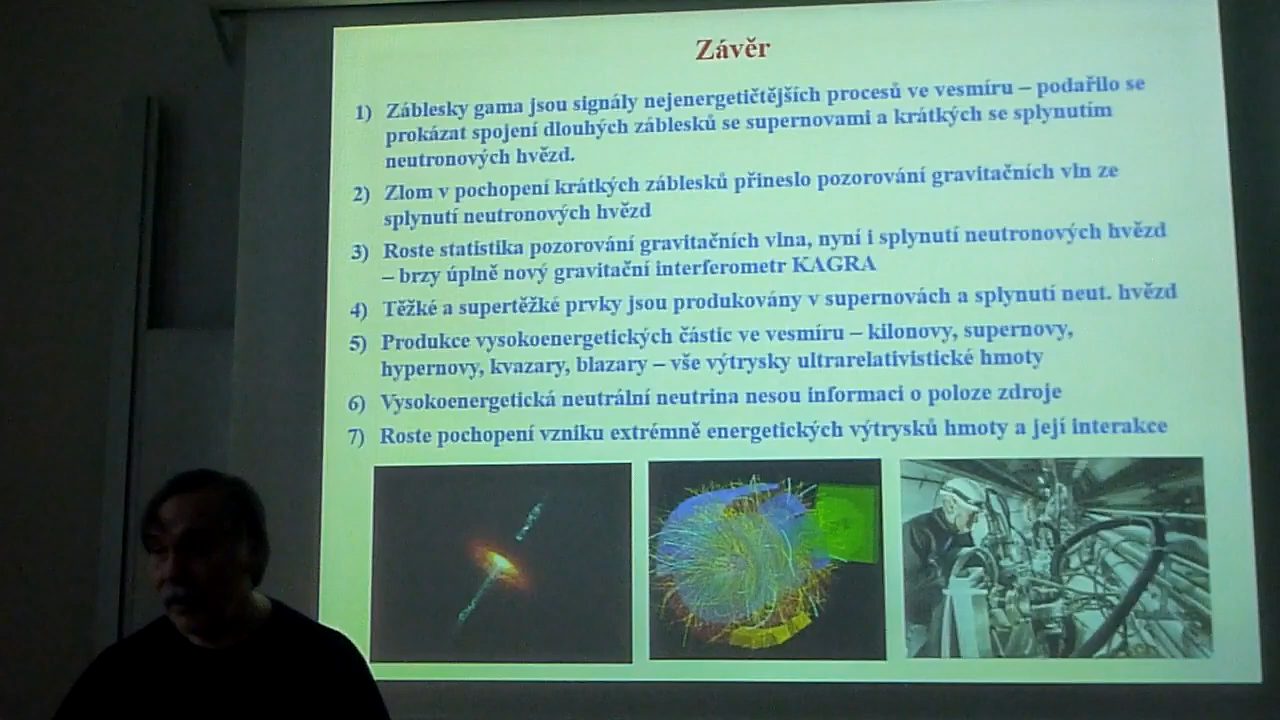 Závěr
1) Záblesky gama jsou signály nejenergetičtějších procesů ve vesmíru – podařilo se
prokázat spojení dlouhých záblesků se supernovami a krátkých se splynutím
neutronových hvězd.
2) Zlom v pochopení krátkých záblesků přineslo pozorování gravitačních vln ze
splynutí neutronových hvězd
3) Roste statistika pozorování gravitačních vlna, nyní i splynutí neutronových hvězd
– brzy úplně nový gravitační interferometr KAGRA
4) Těžké a supertěžké prvky jsou produkovány v supernovách a splynutí neut. hvězd
5) Produkce vysokoenergetických částic ve vesmíru – kilonovy, supernovy,
hypernovy, kvazary, blazary – vše výtrysky ultrarelativistické hmoty
6) Vysokoenergetická neutrální neutrina nesou informaci o poloze zdroje
7) Roste pochopení vzniku extrémně energetických výtrysků hmoty a její interakce